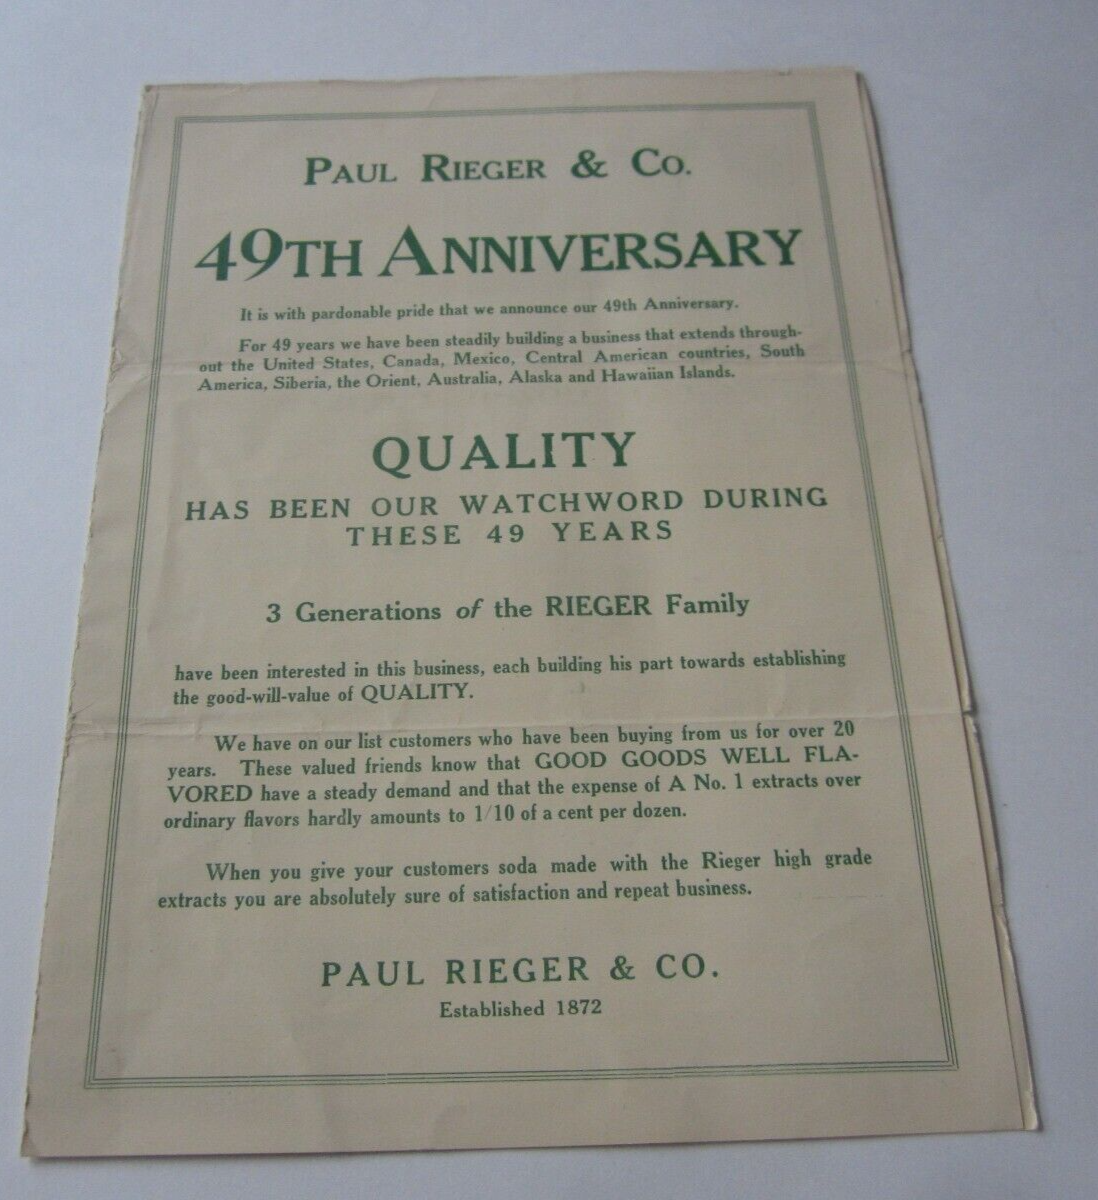 PAUL RIEGER & CO.
49TH ANNIVERSARY
It is with pardonable pride that we announce our 49th Anniversary.
For 49 years we have been steadily building a business that extends through-
out the United States, Canada, Mexico, Central American countries, South
America, Siberia, the Orient, Australia, Alaska and Hawaiian Islands.
QUALITY
HAS BEEN OUR WATCHWORD DURING
THESE 49 YEARS
3 Generations of the RIEGER Family
have been interested in this business, each building his part towards establishing
the good-will-value of QUALITY.
We have on our list customers who have been buying from us for over 20
years. These valued friends know that GOOD GOODS WELL FLA-
VORED have a steady demand and that the expense of A No. 1 extracts over
ordinary flavors hardly amounts to 1/10 of a cent per dozen.
When you give your customers soda made with the Rieger high grade
extracts you are absolutely sure of satisfaction and repeat business.
PAUL RIEGER & CO.
Established 1872